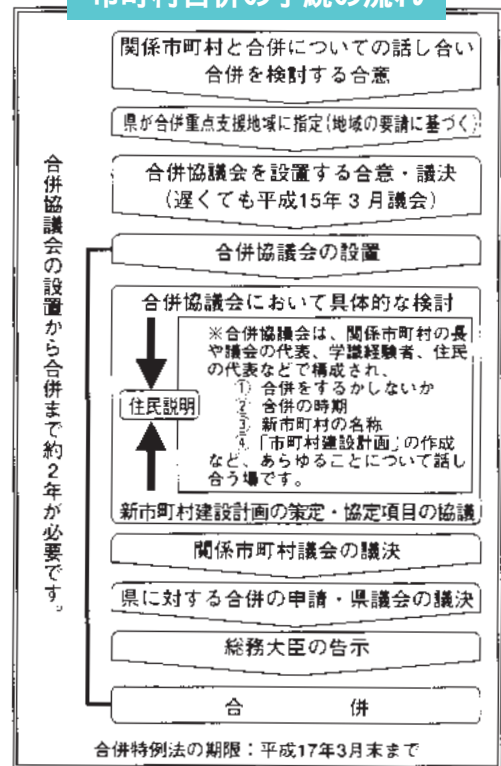 市町村合併の手続の流れ
関係市町村と合併についての話し合い
合併を検討する合意
県が合併重点支援地域に指定(地域の要請に基づく)
合併協議会を設置する合意・議決
(遅くても平成15年3月議会)
合併協議会の設置
合併協議会において具体的な検討
※合併協議会は、関係市町村の長
や議会の代表、学識経験者、住民
の代表などで構成され、
① 合併をするかしないか
② 合併の時期
③ 新市町村の名称
④ 「市町村建設計画」の作成
など、あらゆることについて話し
合う場です。
住民説明
新市町村建設計画の策定・協定項目の協議
関係市町村議会の議決
県に対する合併の申請・県議会の議決
総務大臣の告示
合併
合併協議会の設置から合併まで約2年が必要です。
合併特例法の期限:平成17年3月末まで